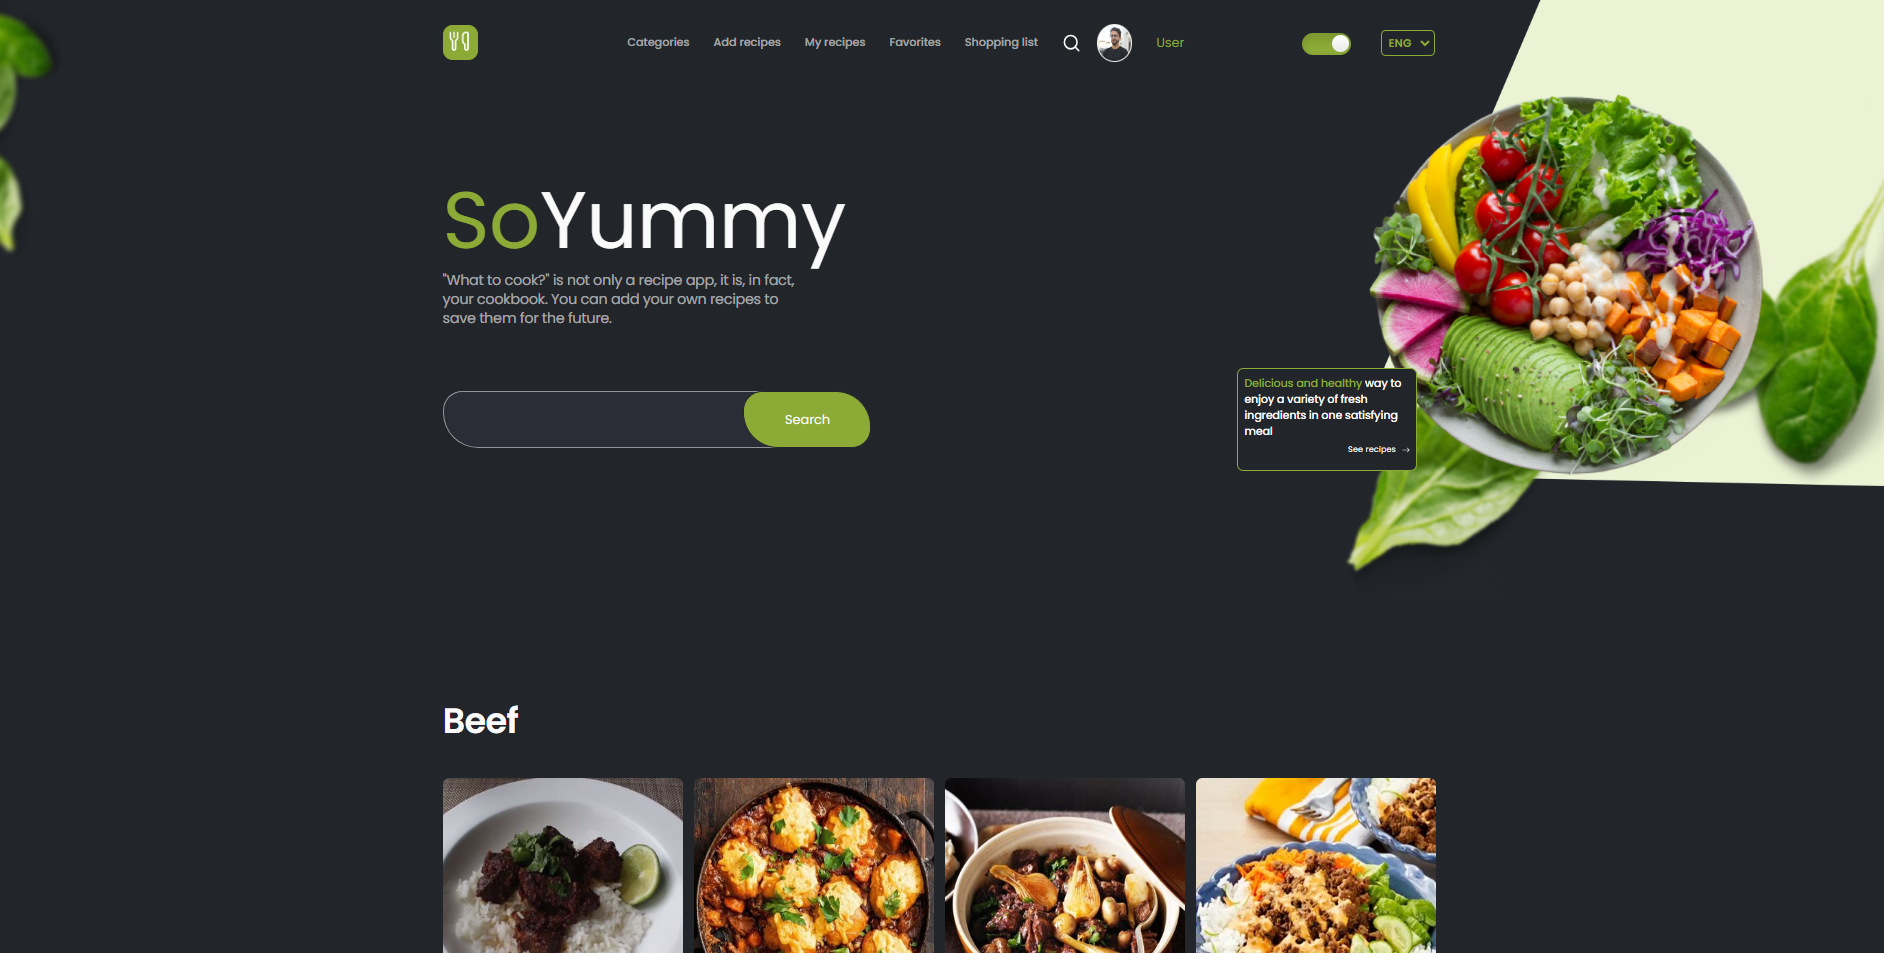 Categories Add recipes My recipes Favorites Shopping list User ENG
SoYummy
"What to cook?" is not only a recipe app, it is, in fact,
your cookbook. You can add your own recipes to
save them for the future.
Search
Delicious and healthy way to
enjoy a variety of fresh
ingredients in one satisfying
meal
See recipes →
Beef